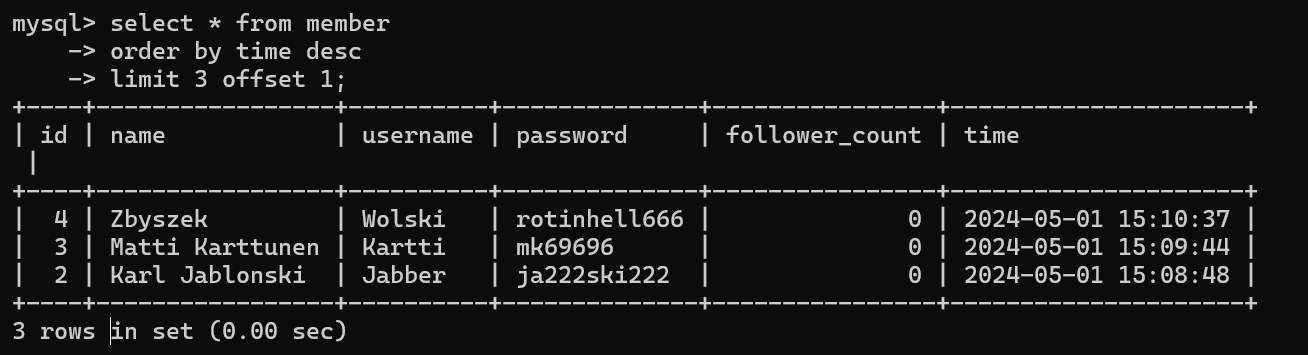 mysql> select * from member
    -> order by time desc
    -> limit 3 offset 1;
+----+-----------------+----------+--------------+----------------+---------------------+
| id | name            | username | password     | follower_count | time               
 |
+----+-----------------+----------+--------------+----------------+---------------------+
|  4 | Zbyszek         | Wolski   | rotinhell666 |              0 | 2024-05-01 15:10:37 |
|  3 | Matti Karttunen | Kartti   | mk69696      |              0 | 2024-05-01 15:09:44 |
|  2 | Karl Jablonski  | Jabber   | ja222ski222  |              0 | 2024-05-01 15:08:48 |
+----+-----------------+----------+--------------+----------------+---------------------+
3 rows in set (0.00 sec)